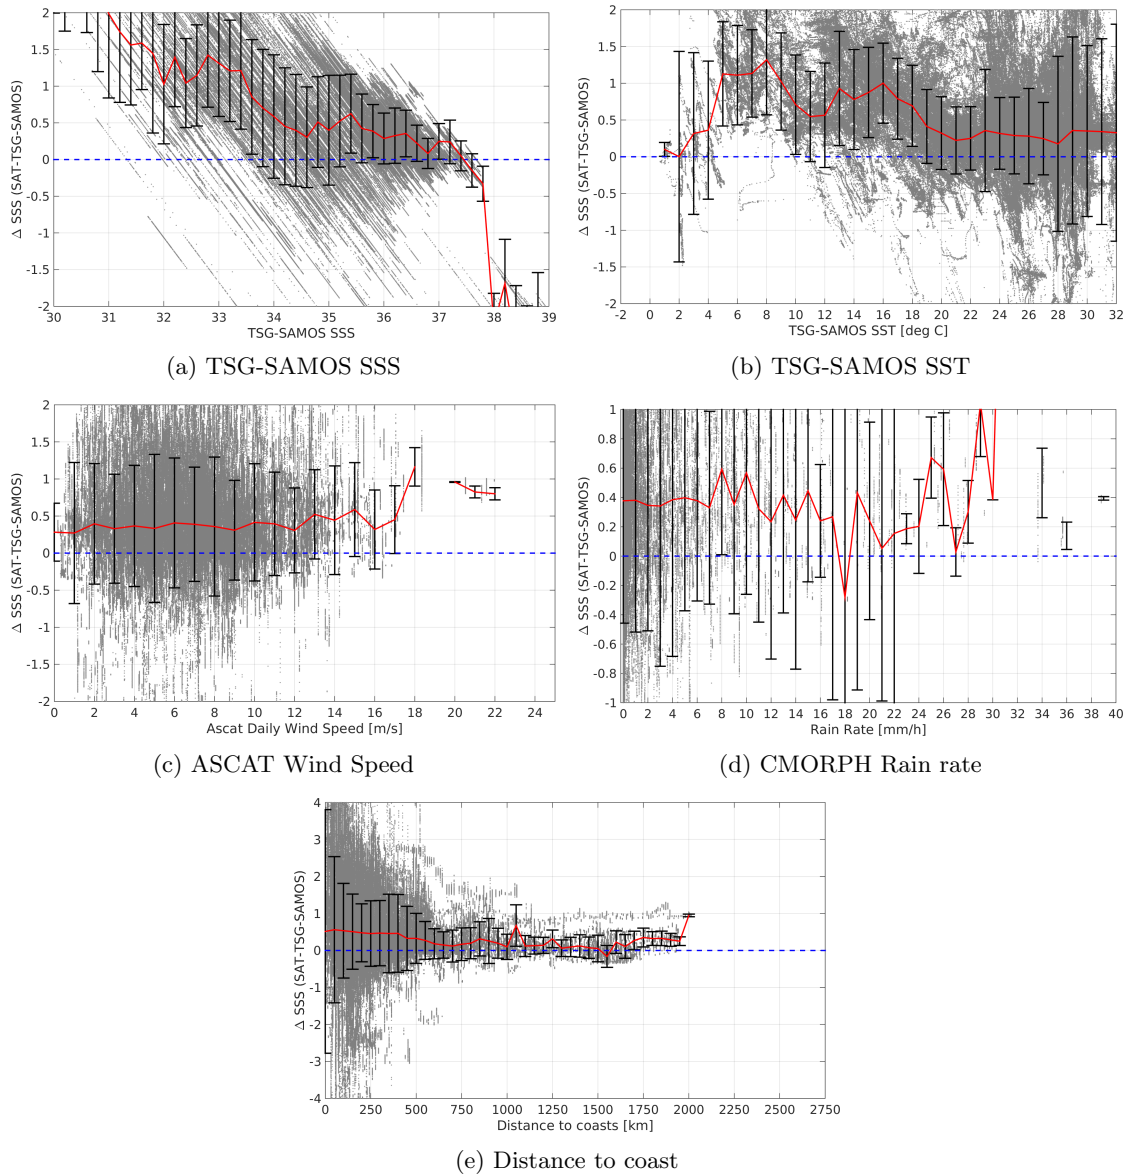 2
1.5
1
0.5
0
-0.5
-1
-1.5
-2
Δ SSS (SAT-TSG-SAMOS)
30 31 32 33 34 35 36 37 38 39
TSG-SAMOS SSS
(a) TSG-SAMOS SSS
2
1.5
1
0.5
0
-0.5
-1
-1.5
-2
Δ SSS (SAT-TSG-SAMOS)
-2 0 2 4 6 8 10 12 14 16 18 20 22 24 26 28 30 32
TSG-SAMOS SST [deg C]
(b) TSG-SAMOS SST
2
1.5
1
0.5
0
-0.5
-1
-1.5
-2
Δ SSS (SAT-TSG-SAMOS)
0 2 4 6 8 10 12 14 16 18 20 22 24
Ascat Daily Wind Speed [m/s]
(c) ASCAT Wind Speed
1
0.8
0.6
0.4
0.2
0
-0.2
-0.4
-0.6
-0.8
-1
Δ SSS (SAT-TSG-SAMOS)
0 2 4 6 8 10 12 14 16 18 20 22 24 26 28 30 32 34 36 38 40
Rain Rate [mm/h]
(d) CMORPH Rain rate
4
3
2
1
0
-1
-2
-3
-4
Δ SSS (SAT-TSG-SAMOS)
0 250 500 750 1000 1250 1500 1750 2000 2250 2500 2750
Distance to coasts [km]
(e) Distance to coast